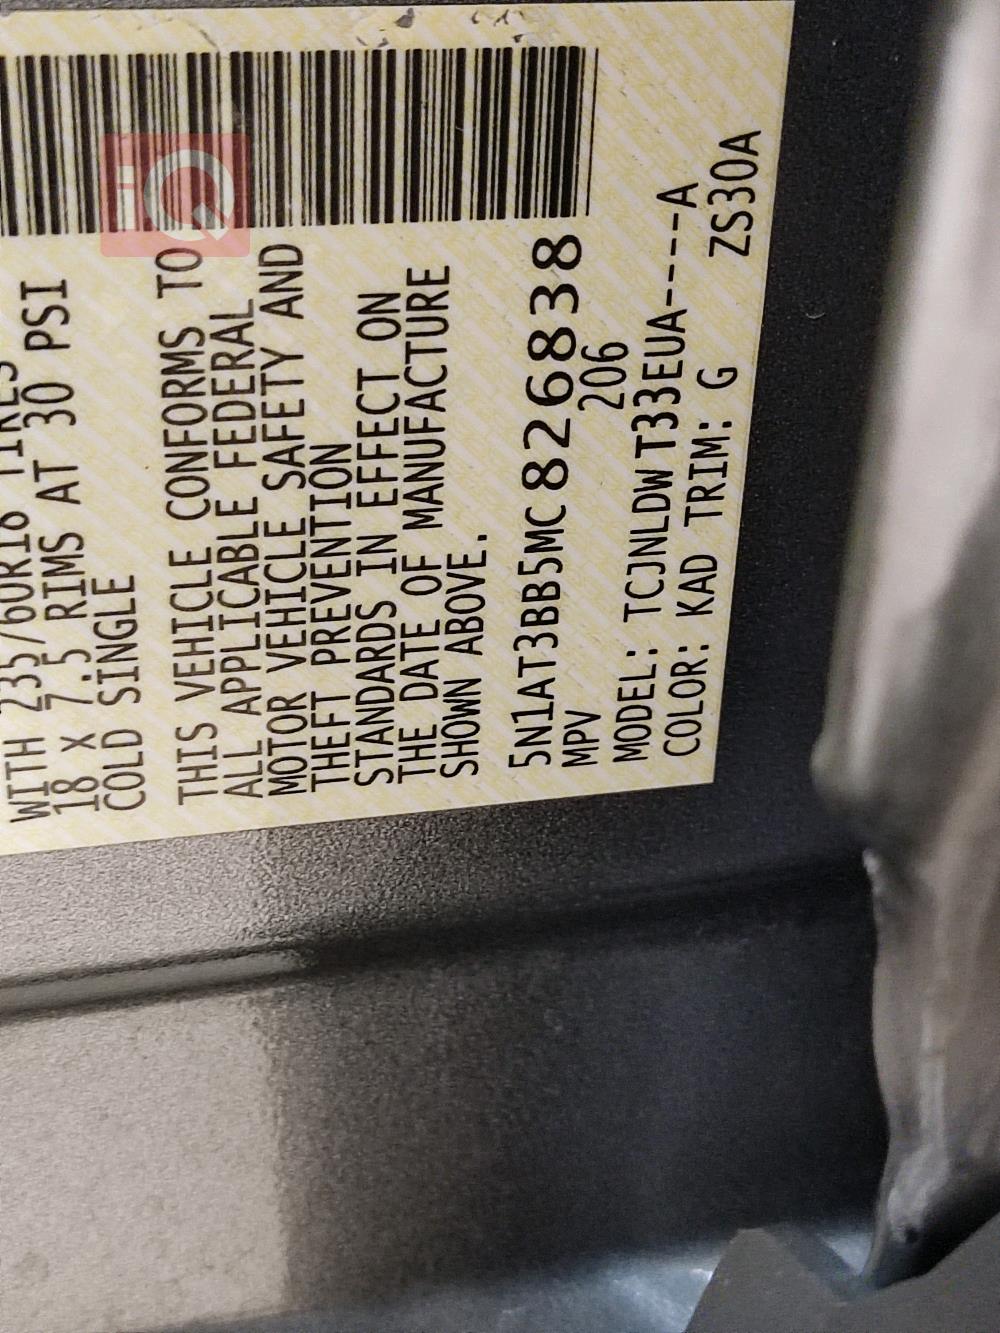 WITH 235/60R18 TIRES
18 X 7.5 RIMS AT 30 PSI
COLD SINGLE
THIS VEHICLE CONFORMS TO
ALL APPLICABLE FEDERAL
MOTOR VEHICLE SAFETY AND
THEFT PREVENTION
STANDARDS IN EFFECT ON
THE DATE OF MANUFACTURE
SHOWN ABOVE.
5N1AT3BB5MC826838
MPV 206
MODEL: TCJNLDWT33EUA----A
COLOR: KAD TRIM: G ZS30A
iQ